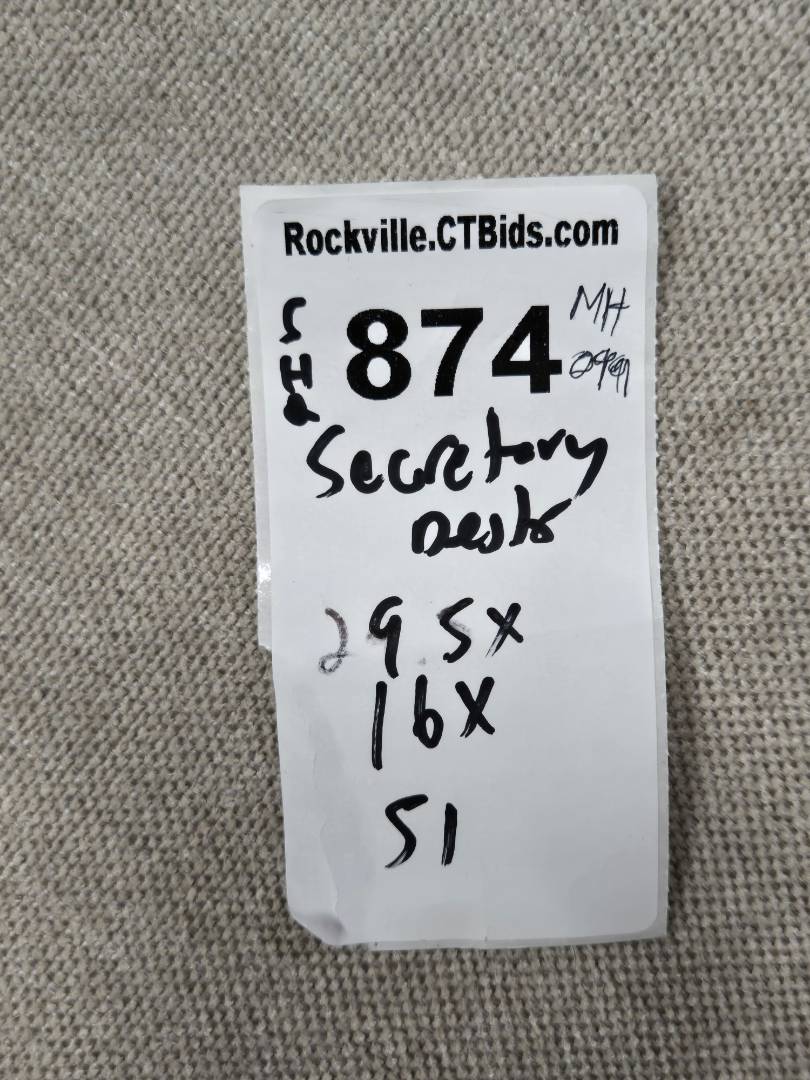 Rockville.CTBids.com
874
MH
Secretary
Desk
29.5x
16x
51